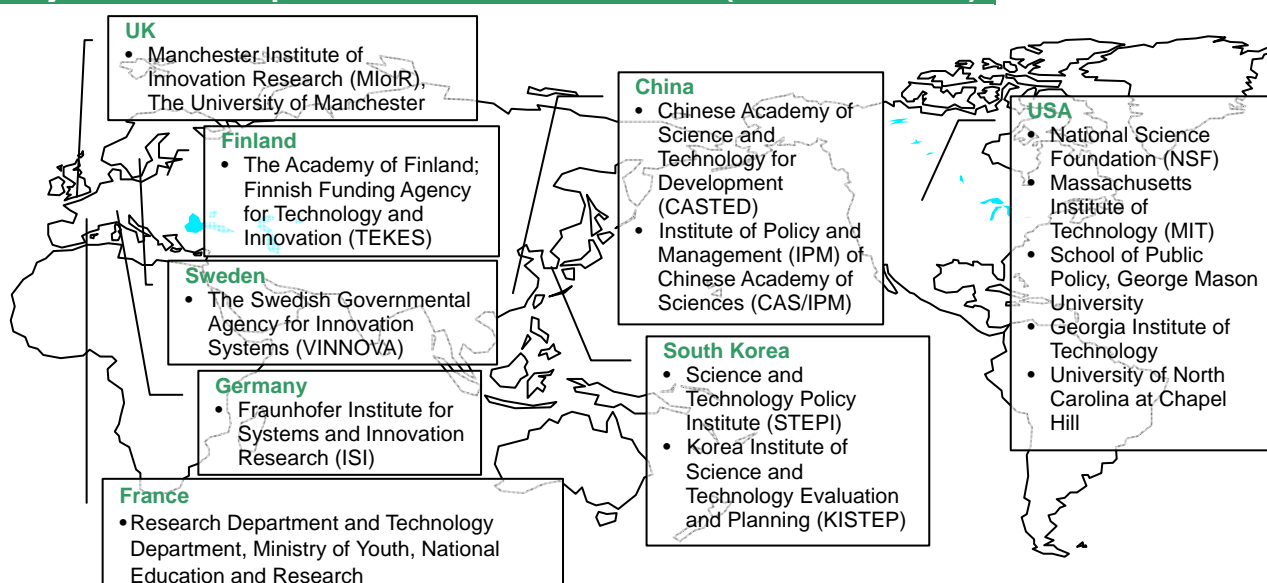 UK
• Manchester Institute of
Innovation Research (MIoIR),
The University of Manchester
Finland
• The Academy of Finland;
Finnish Funding Agency
for Technology and
Innovation (TEKES)
Sweden
• The Swedish Governmental
Agency for Innovation
Systems (VINNOVA)
Germany
• Fraunhofer Institute for
Systems and Innovation
Research (ISI)
France
• Research Department and Technology
Department, Ministry of Youth, National
Education and Research
China
• Chinese Academy of
Science and
Technology for
Development
(CASTED)
• Institute of Policy and
Management (IPM) of
Chinese Academy of
Sciences (CAS/IPM)
South Korea
• Science and
Technology Policy
Institute (STEPI)
• Korea Institute of
Science and
Technology Evaluation
and Planning (KISTEP)
USA
• National Science
Foundation (NSF)
• Massachusetts
Institute of
Technology (MIT)
• School of Public
Policy, George Mason
University
• Georgia Institute of
Technology
• University of North
Carolina at Chapel
Hill